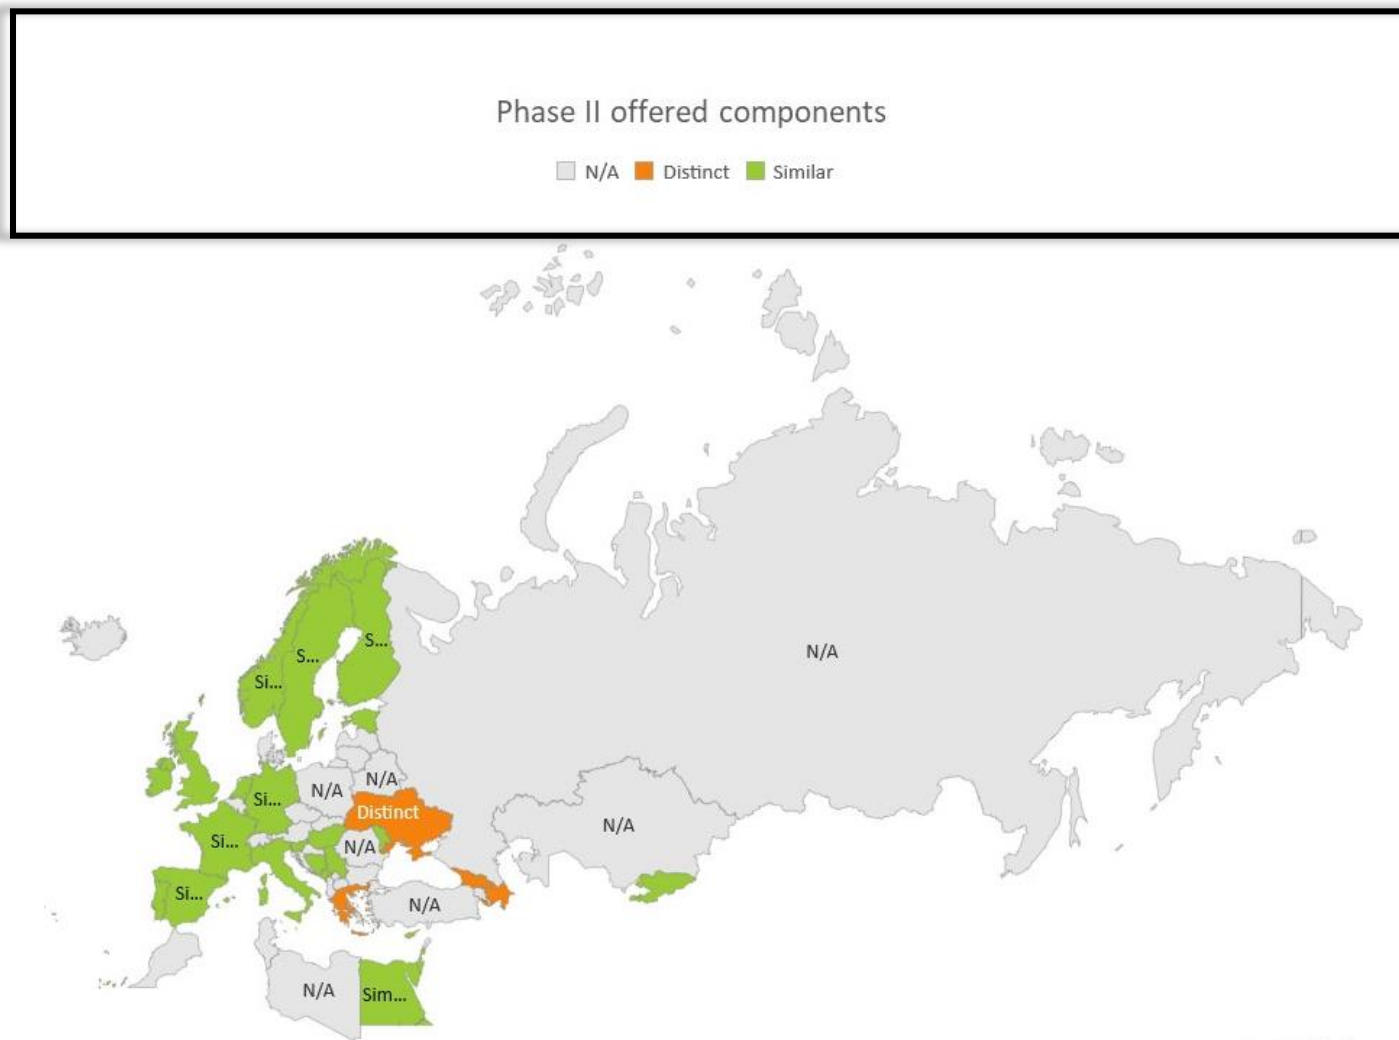 Phase II offered components
N/A Distinct Similar
N/A
S...
S...
Si...
N/A
Si...
N/A
Distinct
N/A
Si...
N/A
Si...
N/A
N/A
Sim...